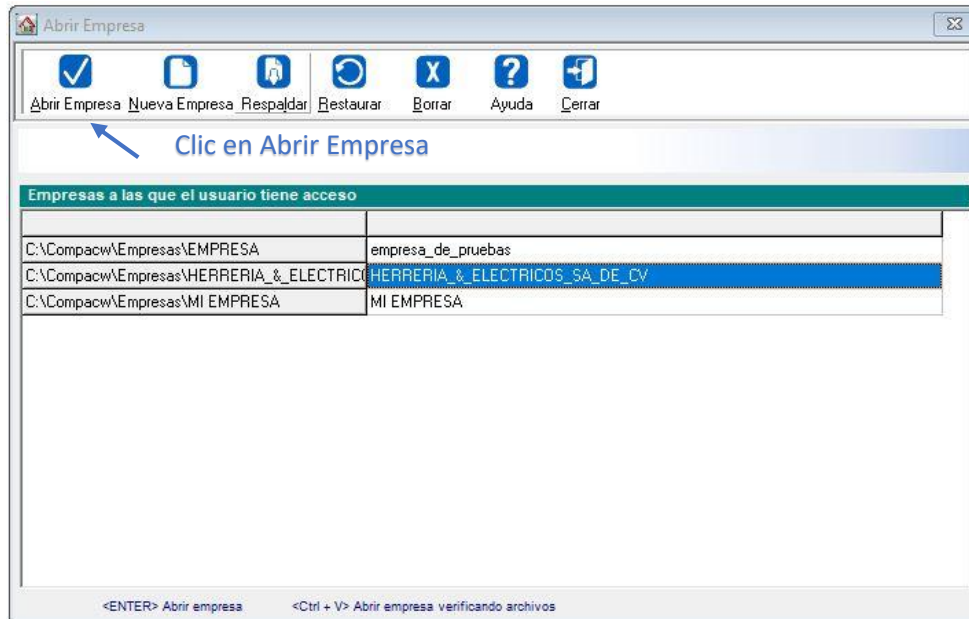 Abrir Empresa
Abrir Empresa Nueva Empresa Respaldar Restaurar Borrar Ayuda Cerrar
Clic en Abrir Empresa
Empresas a las que el usuario tiene acceso
C:\Compacw\Empresas\EMPRESA empresa_de_pruebas
C:\Compacw\Empresas\HERRERIA_&_ELECTRIC HERRERIA_&_ELECTRICOS_SA_DE_CV
C:\Compacw\Empresas\MI EMPRESA MI EMPRESA
<ENTER> Abrir empresa <Ctrl + V> Abrir empresa verificando archivos